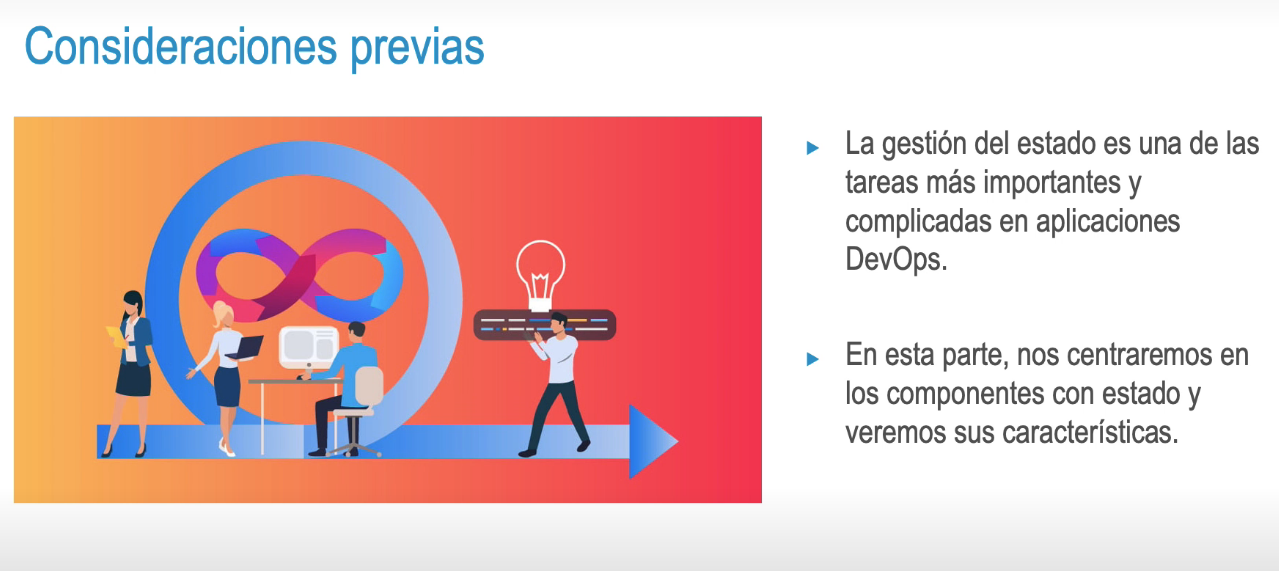 Consideraciones previas
La gestión del estado es una de las
tareas más importantes y
complicadas en aplicaciones
DevOps.
En esta parte, nos centraremos en
los componentes con estado y
veremos sus características.